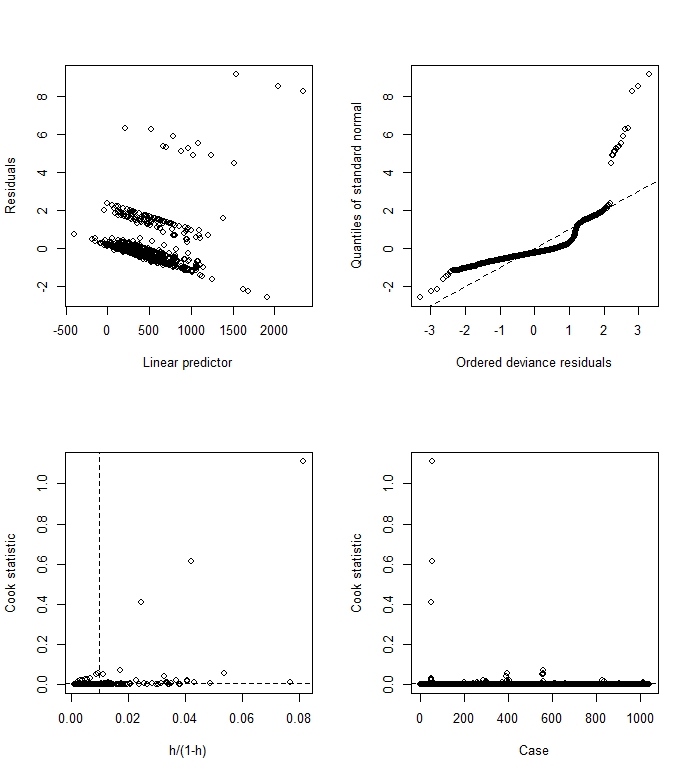 8
6
4
2
0
-2
Residuals
-500 0 500 1000 1500 2000
Linear predictor
8
6
4
2
0
-2
Quantiles of standard normal
-3 -2 -1 0 1 2 3
Ordered deviance residuals
1.0
0.8
0.6
0.4
0.2
0.0
Cook statistic
0.00 0.02 0.04 0.06 0.08
h/(1-h)
1.0
0.8
0.6
0.4
0.2
0.0
Cook statistic
0 200 400 600 800 1000
Case